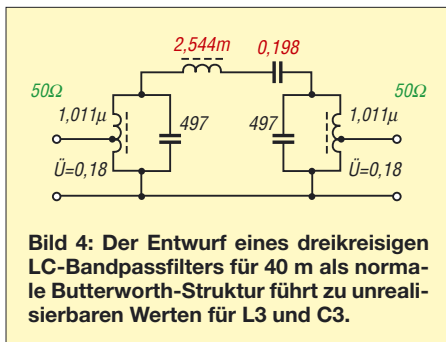 2,544m
0,198
50Ω
50Ω
1,011µ
1,011µ
497
497
Ü=0,18
Ü=0,18
Bild 4: Der Entwurf eines dreikreisigen
LC-Bandpassfilters für 40 m als norma-
le Butterworth-Struktur führt zu unreali-
sierbaren Werten für L3 und C3.